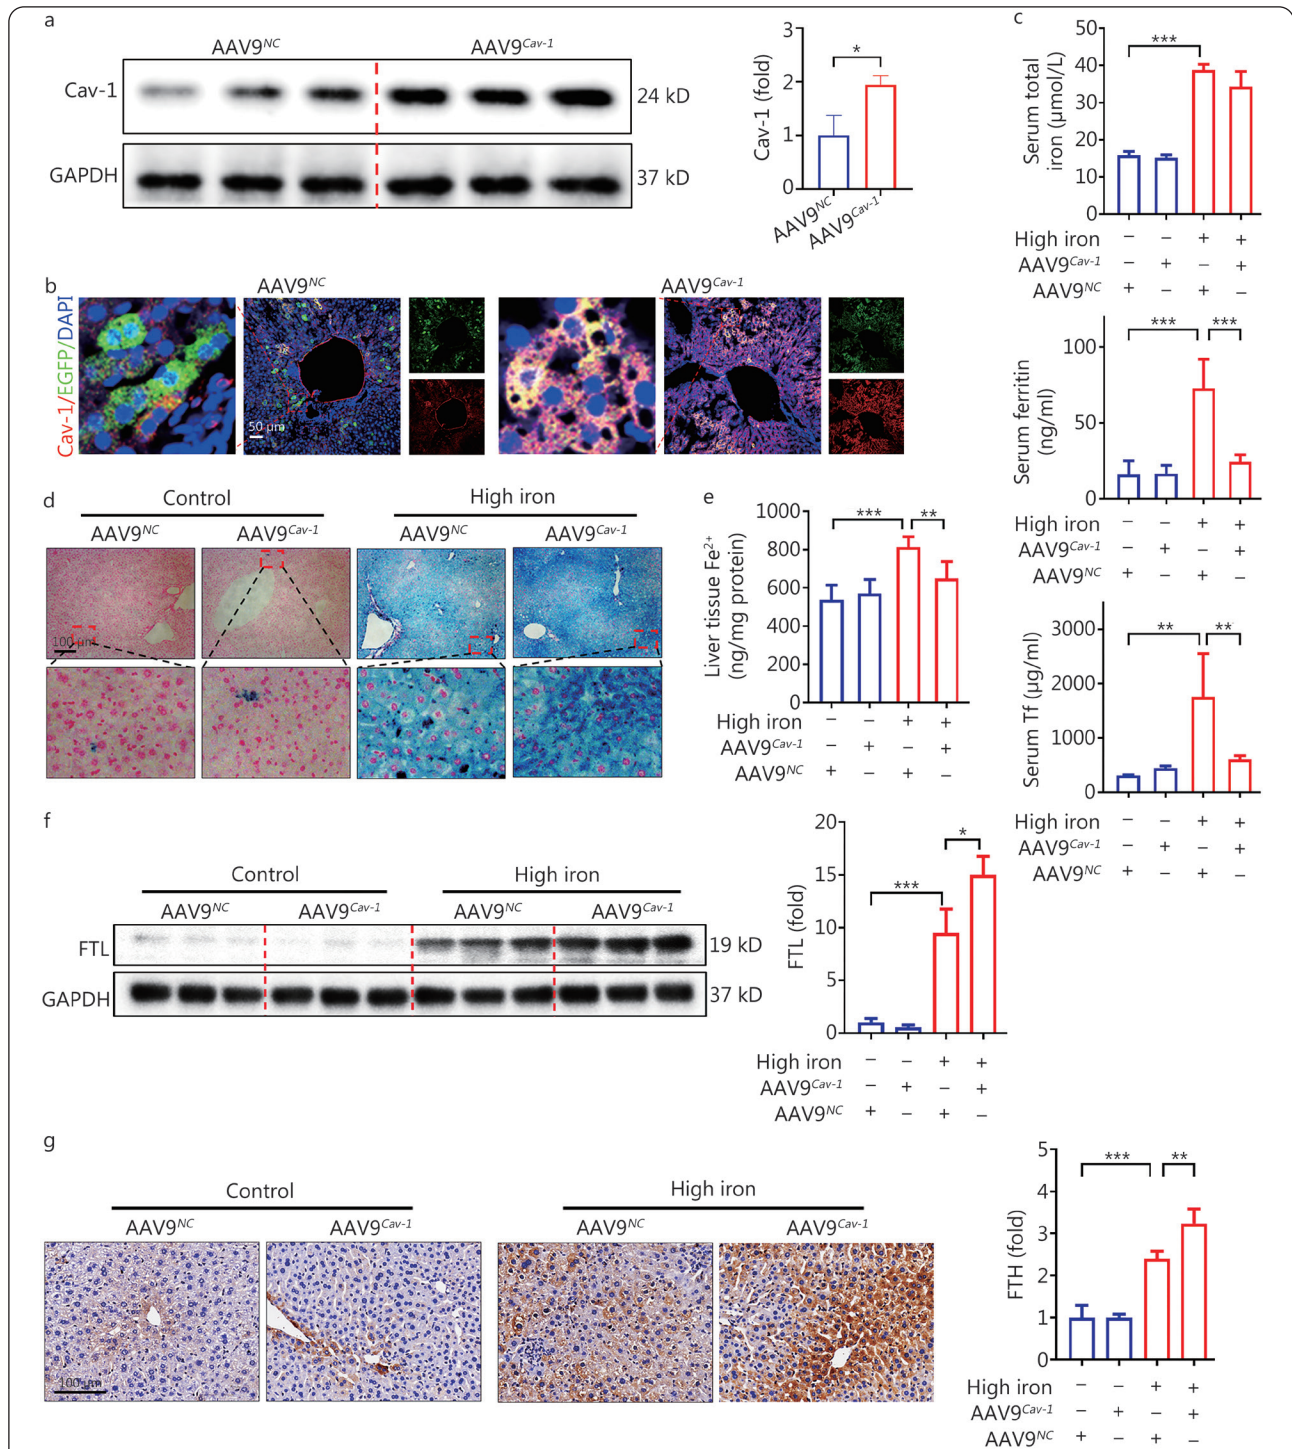 a
AAV9NC AAV9Cav-1
Cav-1 24 kD
GAPDH 37 kD
Cav-1 (fold)
3
2
1
0
*
AAV9NC
AAV9Cav-1
c
Serum total
iron (μmol/L)
50
40
30
20
10
0
***
High iron − − + +
AAV9Cav-1 − + − +
AAV9NC + − + −
Serum ferritin
(ng/ml)
100
50
0
*** ***
High iron − − + +
AAV9Cav-1 − + − +
AAV9NC + − + −
Serum Tf (μg/ml)
3000
2000
1000
0
** **
High iron − − + +
AAV9Cav-1 − + − +
AAV9NC + − + −
b
AAV9NC AAV9Cav-1
Cav-1/EGFP/DAPI
50 μm
d
Control High iron
AAV9NC AAV9Cav-1 AAV9NC AAV9Cav-1
100 μm
e
Liver tissue Fe2+
(ng/mg protein)
1000
800
600
400
200
0
*** **
High iron − − + +
AAV9Cav-1 − + − +
AAV9NC + − + −
f
Control High iron
AAV9NC AAV9Cav-1 AAV9NC AAV9Cav-1
FTL 19 kD
GAPDH 37 kD
FTL (fold)
20
15
10
5
0
*** *
High iron − − + +
AAV9Cav-1 − + − +
AAV9NC + − + −
g
Control High iron
AAV9NC AAV9Cav-1 AAV9NC AAV9Cav-1
100 μm
FTH (fold)
5
4
3
2
1
0
*** **
High iron − − + +
AAV9Cav-1 − + − +
AAV9NC + − + −